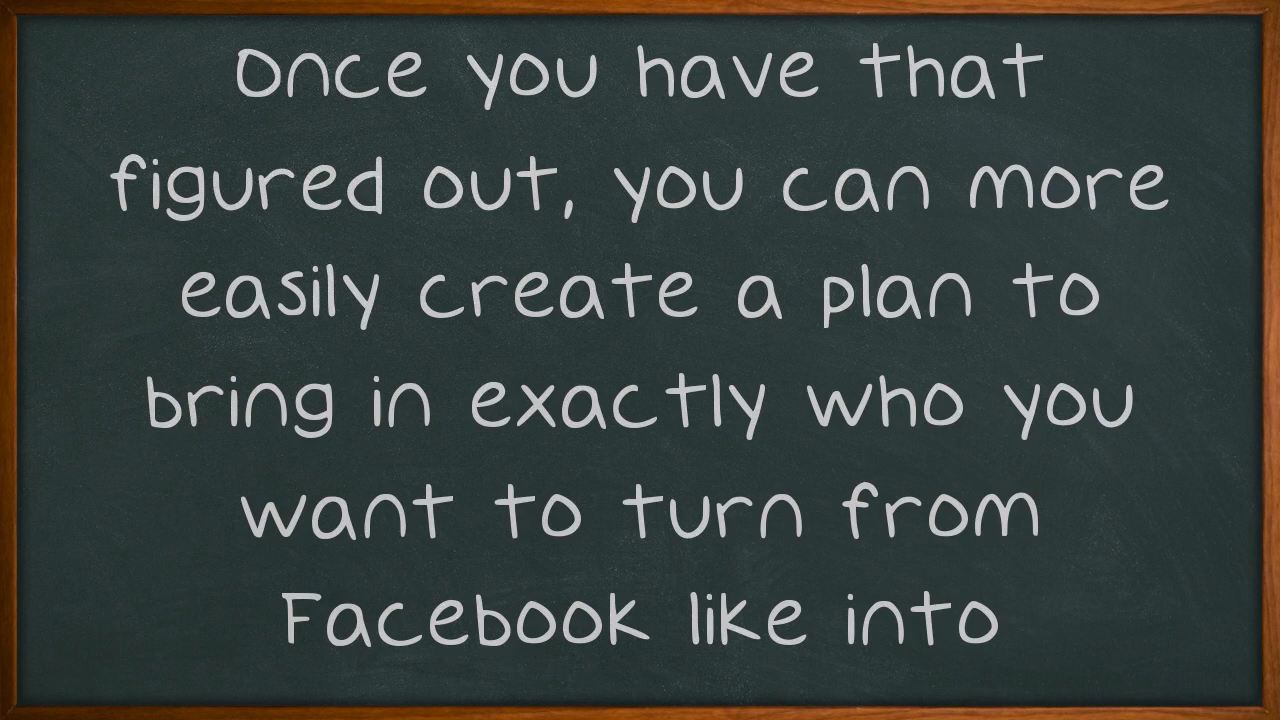 Once you have that
figured out, you can more
easily create a plan to
bring in exactly who you
want to turn from
Facebook like into